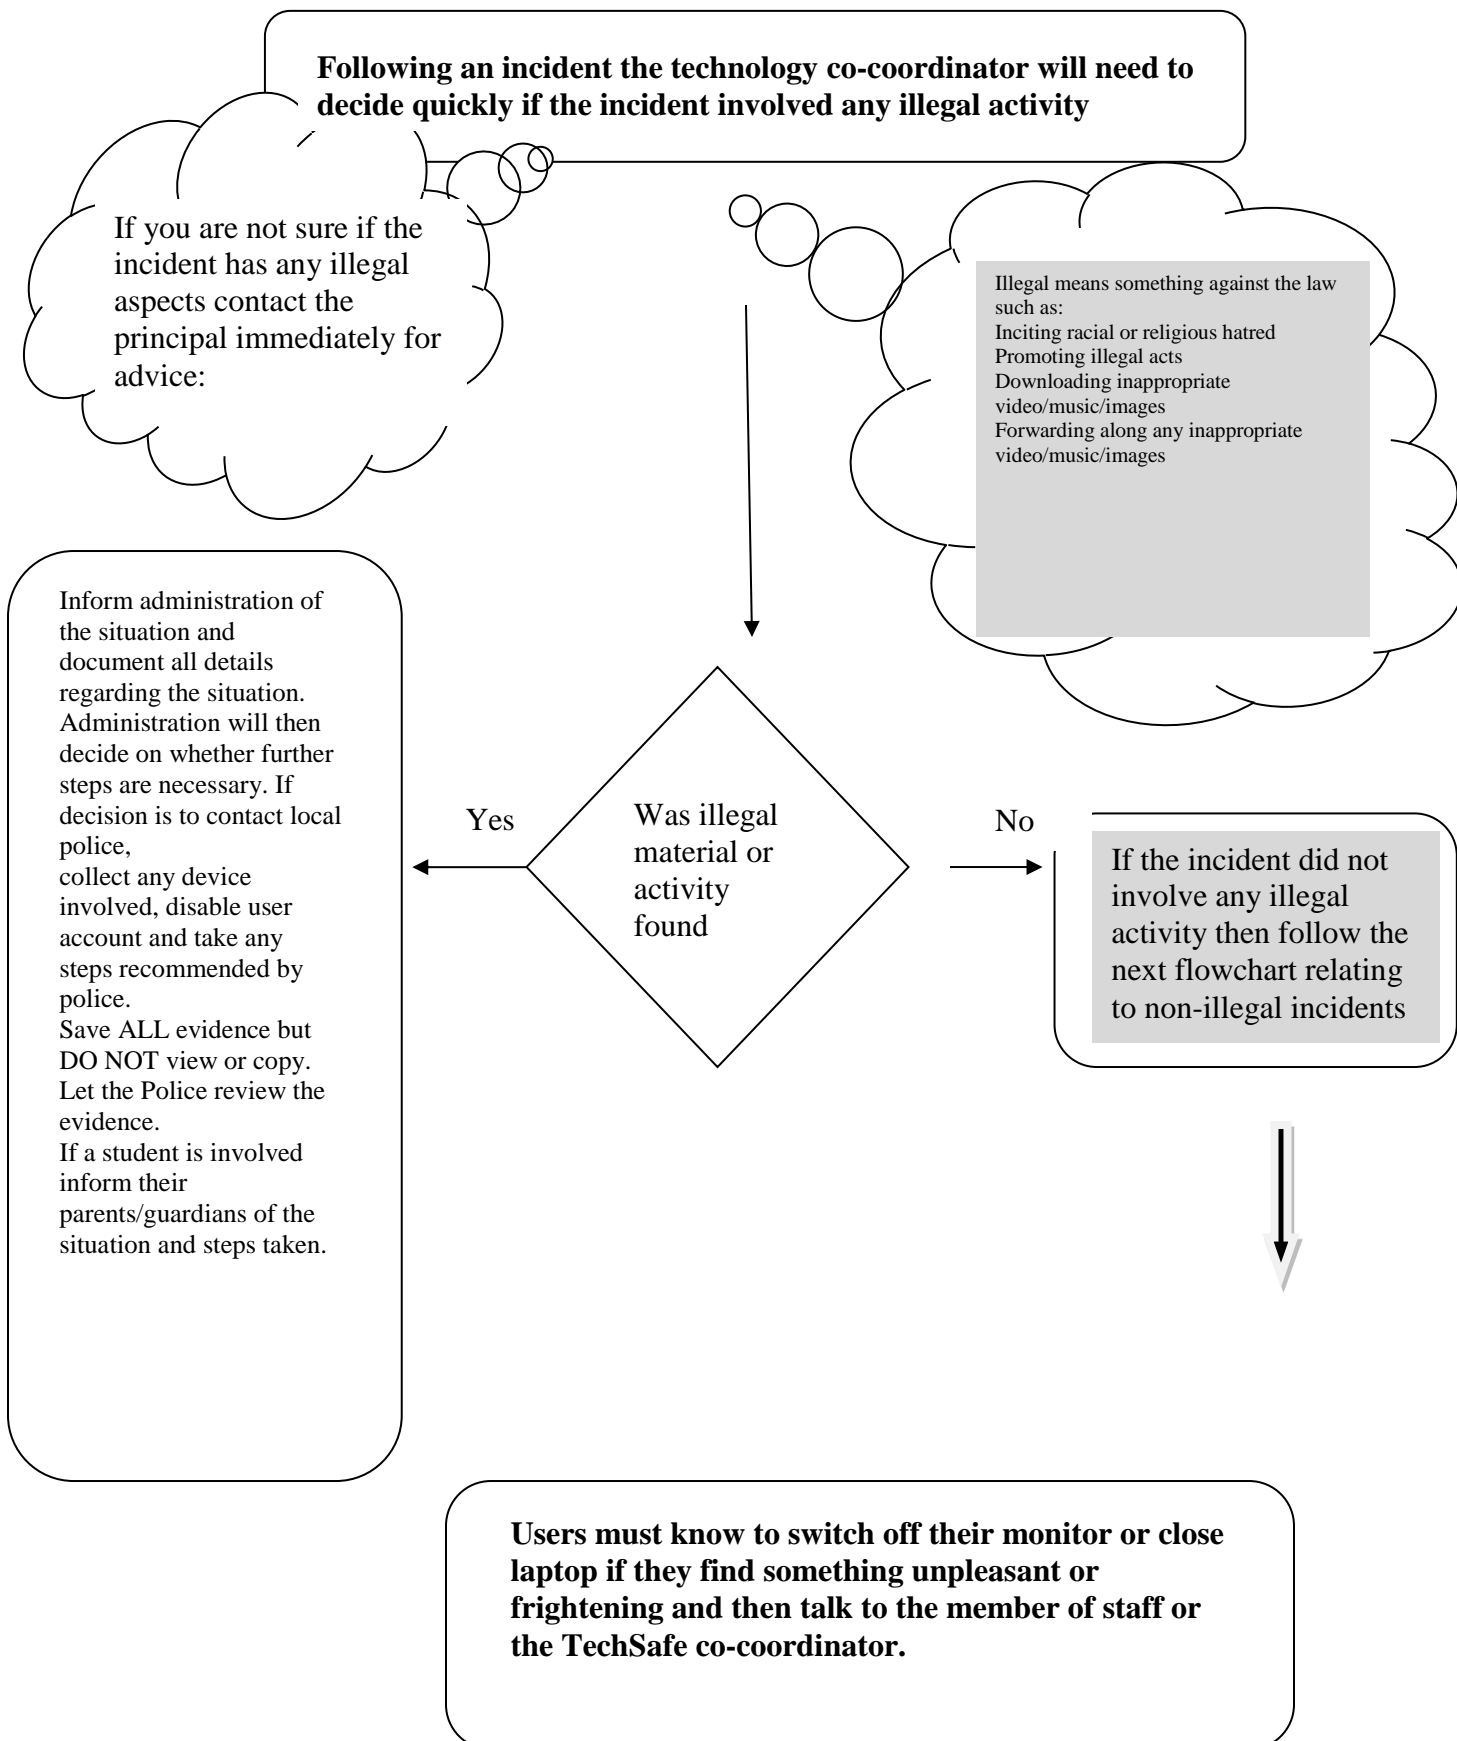 Following an incident the technology co-coordinator will need to
decide quickly if the incident involved any illegal activity
If you are not sure if the
incident has any illegal
aspects contact the
principal immediately for
advice:
Illegal means something against the law
such as:
Inciting racial or religious hatred
Promoting illegal acts
Downloading inappropriate
video/music/images
Forwarding along any inappropriate
video/music/images
Inform administration of
the situation and
document all details
regarding the situation.
Administration will then
decide on whether further
steps are necessary. If
decision is to contact local
police,
collect any device
involved, disable user
account and take any
steps recommended by
police.
Save ALL evidence but
DO NOT view or copy.
Let the Police review the
evidence.
If a student is involved
inform their
parents/guardians of the
situation and steps taken.
Yes
Was illegal
material or
activity
found
No
If the incident did not
involve any illegal
activity then follow the
next flowchart relating
to non-illegal incidents
Users must know to switch off their monitor or close
laptop if they find something unpleasant or
frightening and then talk to the member of staff or
the TechSafe co-coordinator.